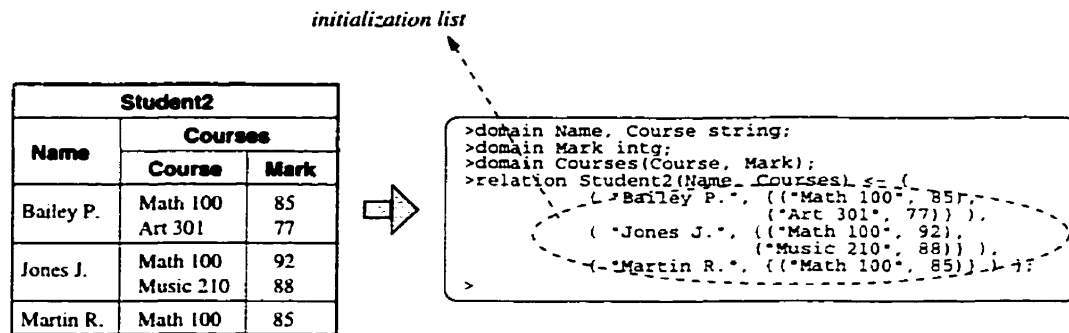 initialization list
Student2
Name Courses
Course Mark
Bailey P. Math 100 85
Art 301 77
Jones J. Math 100 92
Music 210 88
Martin R. Math 100 85
>domain Name, Course string;
>domain Mark intg;
>domain Courses(Course, Mark);
>relation Student2(Name, Courses) <- {
( "Bailey P.", {("Math 100", 85),
("Art 301", 77)} ),
( "Jones J.", {("Math 100", 92),
("Music 210", 88)} ),
( "Martin R.", {("Math 100", 85)} ) };
>